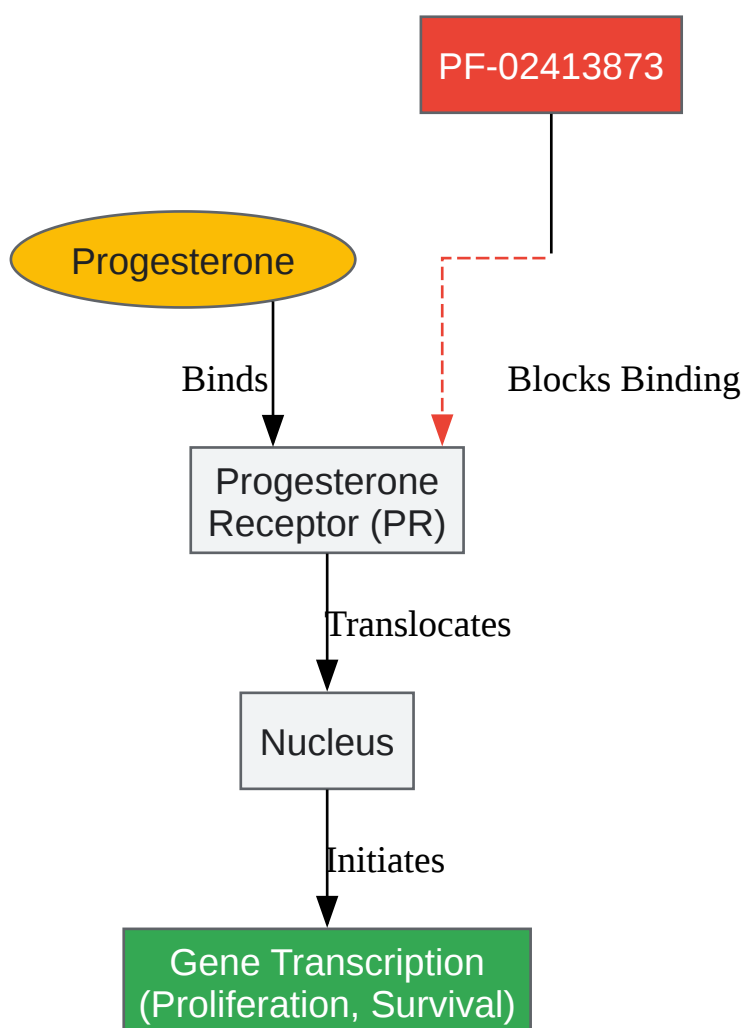 PF-02413873
Progesterone
Binds
Blocks Binding
Progesterone
Receptor (PR)
Translocates
Nucleus
Initiates
Gene Transcription
(Proliferation, Survival)